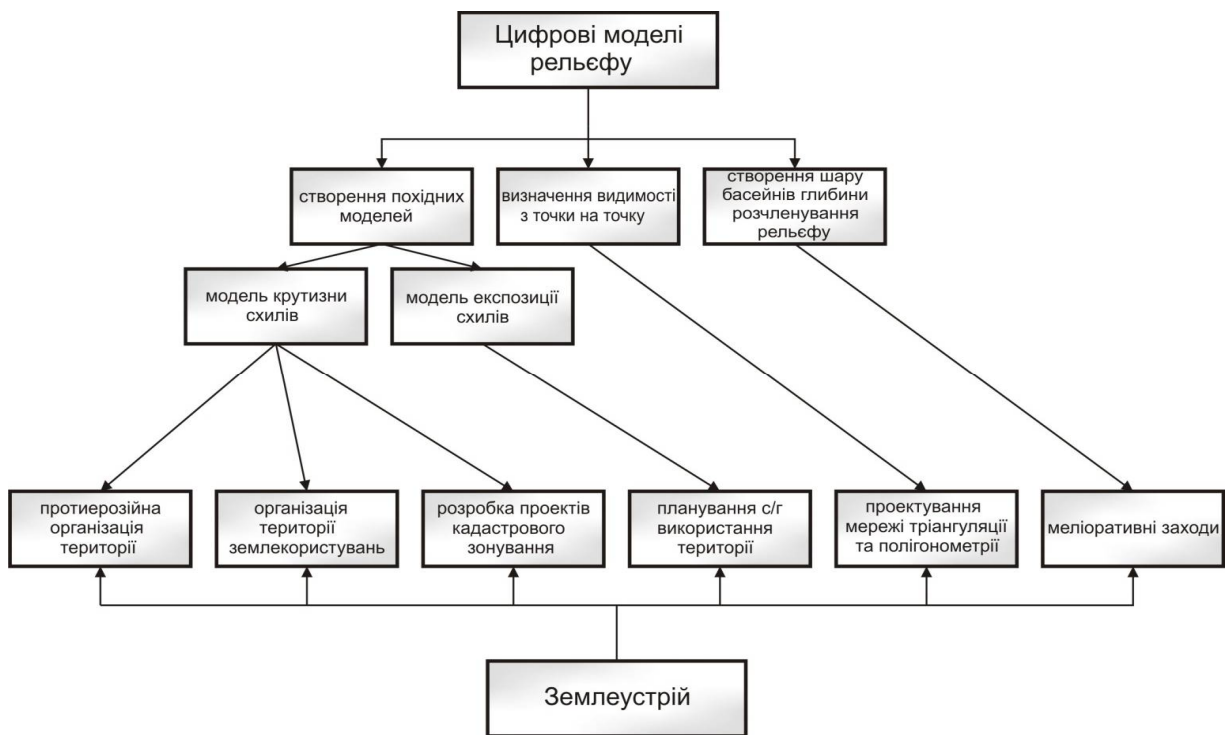 Цифрові моделі
рельєфу
створення похідних
моделей
визначення видимості
з точки на точку
створення шару
басейнів глибини
розчленування
рельєфу
модель крутизни
схилів
модель експозиції
схилів
протиерозійна
організація
території
організація
території
землекористувань
розробка проектів
кадастрового
зонування
планування с/г
використання
території
проектування
мережі тріангуляції
та полігонометрії
меліоративні заходи
Землеустрій